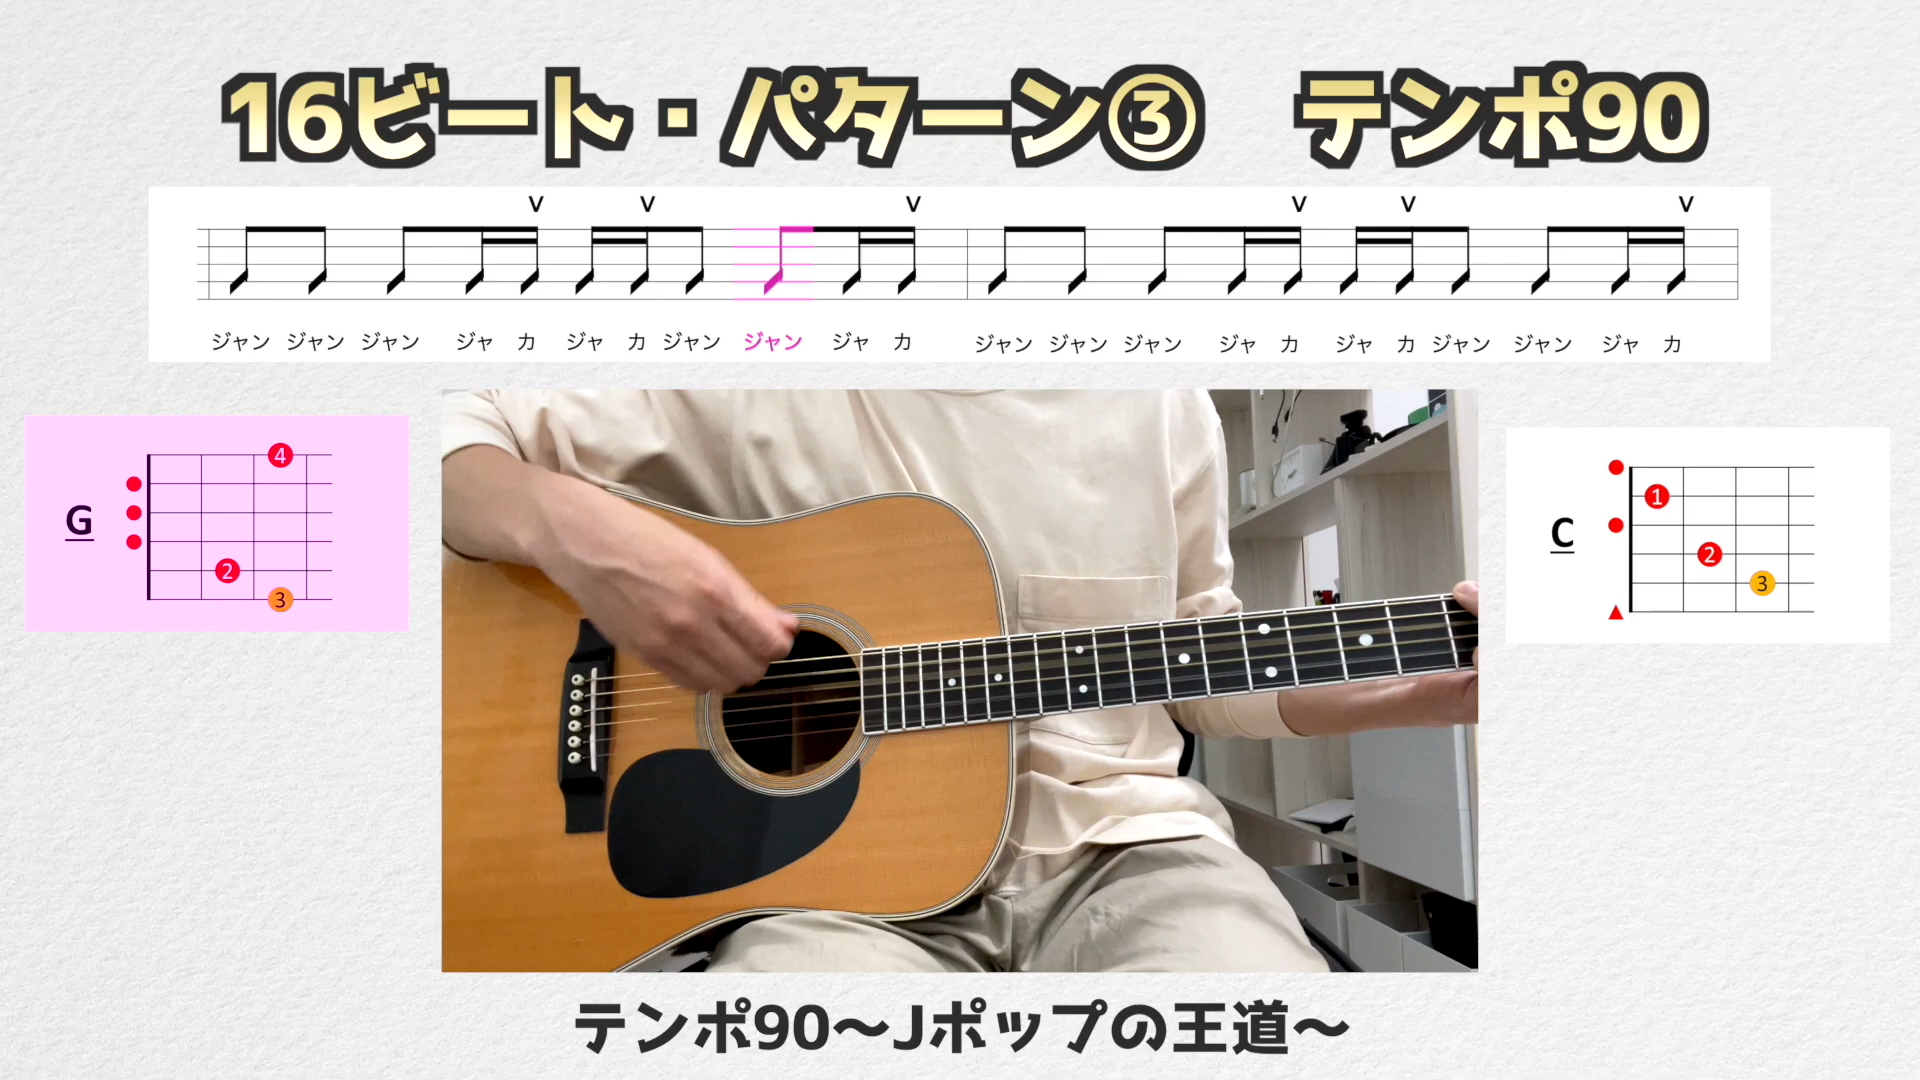 16ビート・パターン③　テンポ90
V V V V V V
ジャン ジャン ジャン ジャ カ ジャ カ ジャン ジャン ジャ カ ジャン ジャン ジャン ジャ カ ジャ カ ジャン ジャン ジャ カ
G
4
2
3
C
1
2
3
テンポ90〜Jポップの王道〜